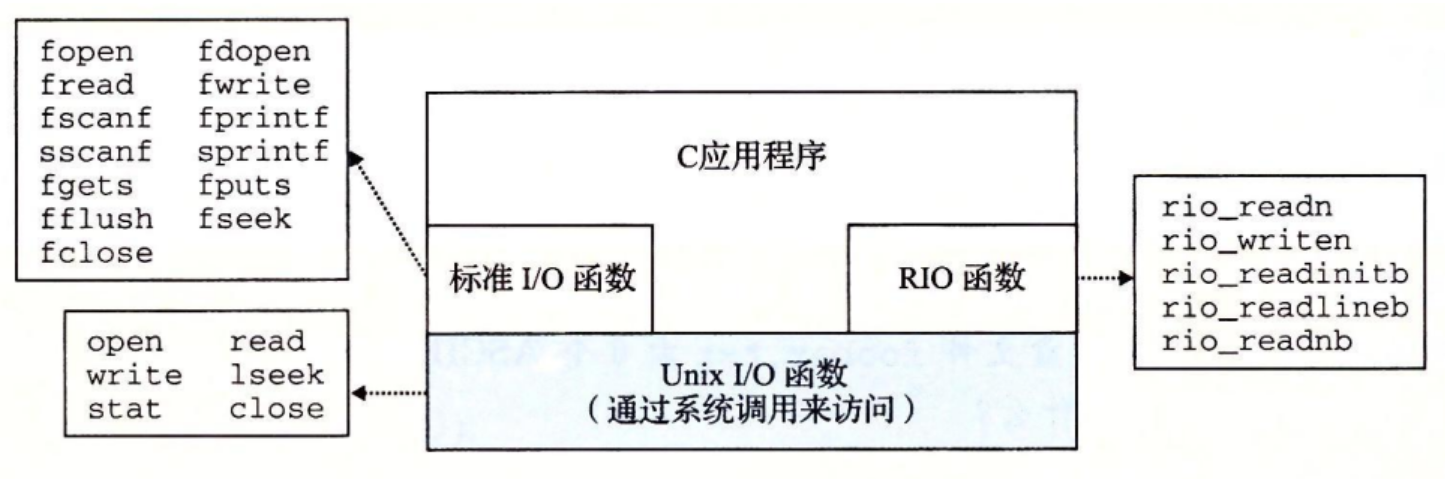 fopen fdopen
fread fwrite
fscanf fprintf
sscanf sprintf
fgets fputs
fflush fseek
fclose
open read
write lseek
stat close
C应用程序
标准 I/O 函数
RIO 函数
Unix I/O 函数
(通过系统调用来访问)
rio_readn
rio_writen
rio_readinitb
rio_readlineb
rio_readnb